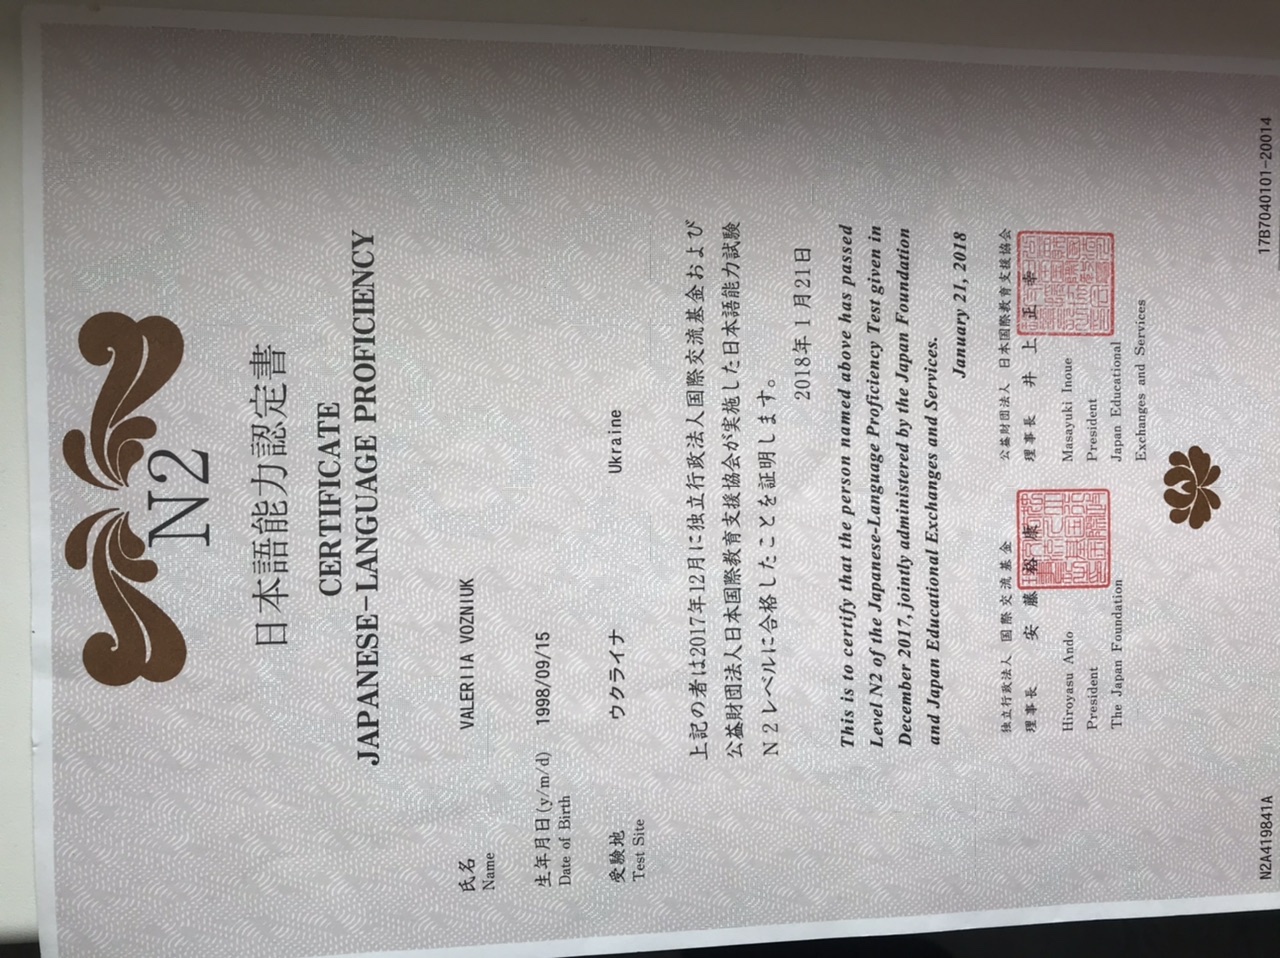 N2
日本語能力認定書
CERTIFICATE
JAPANESE-LANGUAGE PROFICIENCY
氏名 VALERIIA VOZNIUK
Name
生年月日(y/m/d) 1998/09/15
Date of Birth
受験地 ウクライナ Ukraine
Test Site
上記の者は2017年12月に独立行政法人国際交流基金および
公益財団法人日本国際教育支援協会が実施した日本語能力試験
N2レベルに合格したことを証明します。
2018年1月21日
This is to certify that the person named above has passed
Level N2 of the Japanese-Language Proficiency Test given in
December 2017, jointly administered by the Japan Foundation
and Japan Educational Exchanges and Services.
January 21, 2018
独立行政法人 国際交流基金
理事長 安藤裕康
Hiroyasu Ando
President
The Japan Foundation
公益財団法人 日本国際教育支援協会
理事長 井上正幸
Masayuki Inoue
President
Japan Educational
Exchanges and Services
N2A419841A
17B7040101-20014